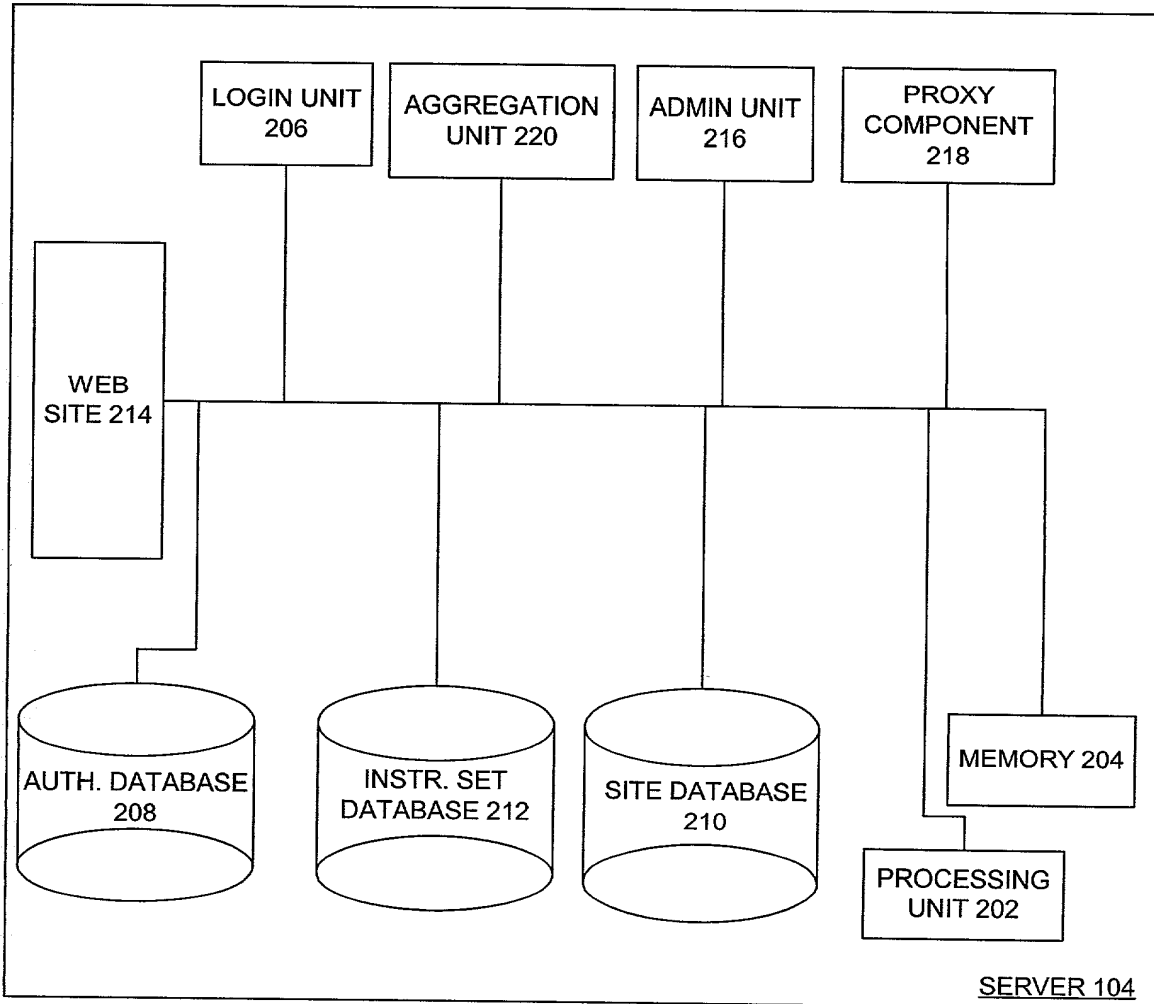 LOGIN UNIT
206
AGGREGATION
UNIT 220
ADMIN UNIT
216
PROXY
COMPONENT
218
WEB
SITE 214
AUTH. DATABASE
208
INSTR. SET
DATABASE 212
SITE DATABASE
210
MEMORY 204
PROCESSING
UNIT 202
SERVER 104